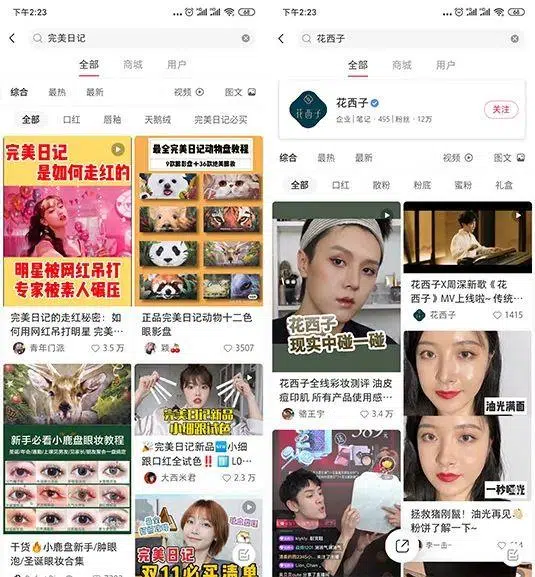 下午2:23
完美日记
全部
商城
用户
综合
最热
最新
视频
图文
全部
口红
唇釉
天鹅绒
完美日记必买
完美日记
是如何走红的
明星被网红吊打
专家被素人碾压
完美日记的走红秘密:如
何用网红吊打明星 完美…
青年门派
3.5 万
最全完美日记动物盘教程
9款眼影盘+36款绝美眼妆
正品完美日记动物十二色
眼影盘
颖🍒
3507
新手必看小鹿盘眼妆教程
干货🔥小鹿盘新手/肿眼
泡/圣诞眼妆合集
完美日记新品
小细跟试色
🎉完美日记新品🆕小细
跟口红全试色‼️
大西米君
2.3 万
完美日记
双11必买清单
下午2:23
花西子
全部
商城
用户
花西子
企业 | 笔记·495 | 粉丝·12万
关注
综合
最热
最新
视频
图文
全部
口红
散粉
粉底
蜜粉
礼盒
花西子
现实中碰一碰
花西子全线彩妆测评 油皮
痘印肌 所有产品使用感…
骆王宇
3.4 万
花西子X周深新歌《花
西子》MV上线啦~ 传统…
花西子
1415
油光满面
一秒哑光
拯救猪刚鬣！油光再见👋
粉饼了解一下~
李一击~